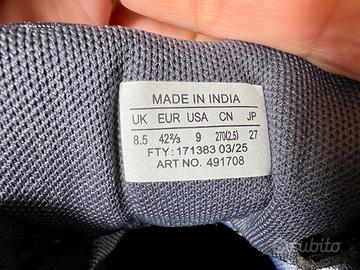 MADE IN INDIA
UK EUR USA CN JP
8.5 42⅔ 9 270(2.5) 27
FTY: 171383 03/25
ART NO. 491708
subito